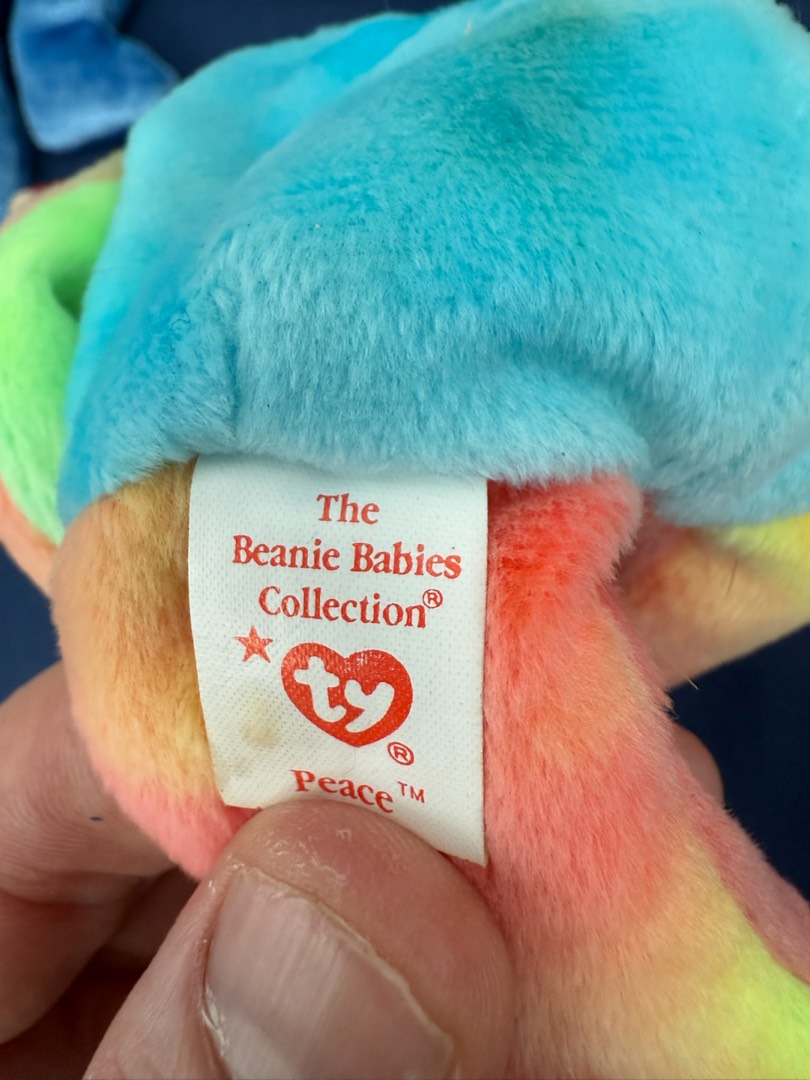 The
Beanie Babies
Collection®
ty®
Peace™